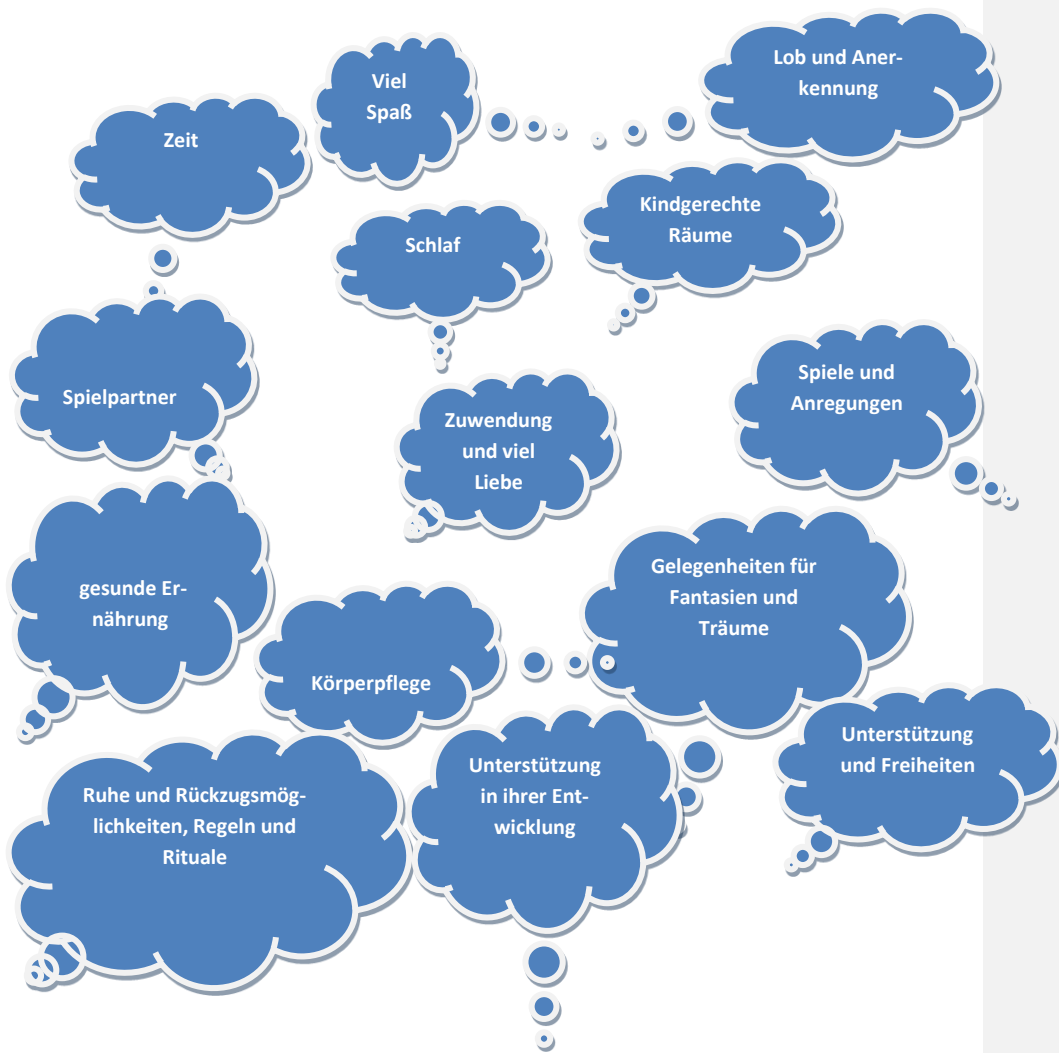 Viel
Spaß
Lob und Aner-
kennung
Zeit
Kindgerechte
Räume
Schlaf
Spielpartner
Zuwendung
und viel
Liebe
Spiele und
Anregungen
gesunde Er-
nährung
Gelegenheiten für
Fantasien und
Träume
Körperpflege
Unterstützung
und Freiheiten
Ruhe und Rückzugsmög-
lichkeiten, Regeln und
Rituale
Unterstützung
in ihrer Ent-
wicklung